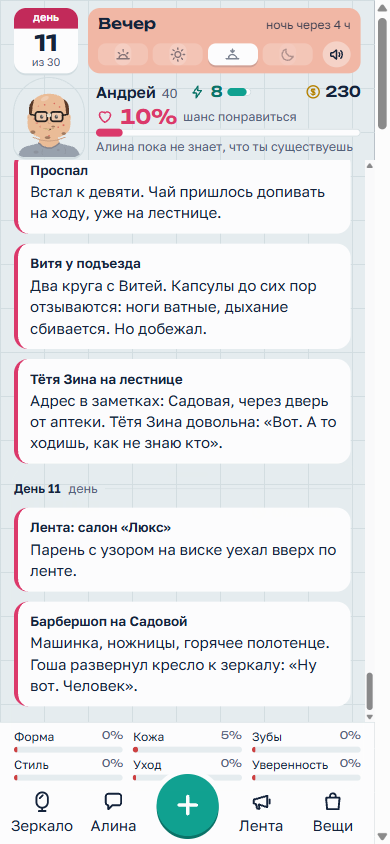 день
11
из 30
Вечер
ночь через 4 ч
Андрей 40
8
230
10% шанс понравиться
Алина пока не знает, что ты существуешь
Проспал
Встал к девяти. Чай пришлось допивать
на ходу, уже на лестнице.
Витя у подъезда
Два круга с Витей. Капсулы до сих пор
отзываются: ноги ватные, дыхание
сбивается. Но добежал.
Тётя Зина на лестнице
Адрес в заметках: Садовая, через дверь
от аптеки. Тётя Зина довольна: «Вот. А то
ходишь, как не знаю кто».
День 11 день
Лента: салон «Люкс»
Парень с узором на виске уехал вверх по
ленте.
Барбершоп на Садовой
Машинка, ножницы, горячее полотенце.
Гоша развернул кресло к зеркалу: «Ну
вот. Человек».
Форма 0% Кожа 5% Зубы 0%
Стиль 0% Уход 0% Уверенность 0%
Зеркало Алина Лента Вещи